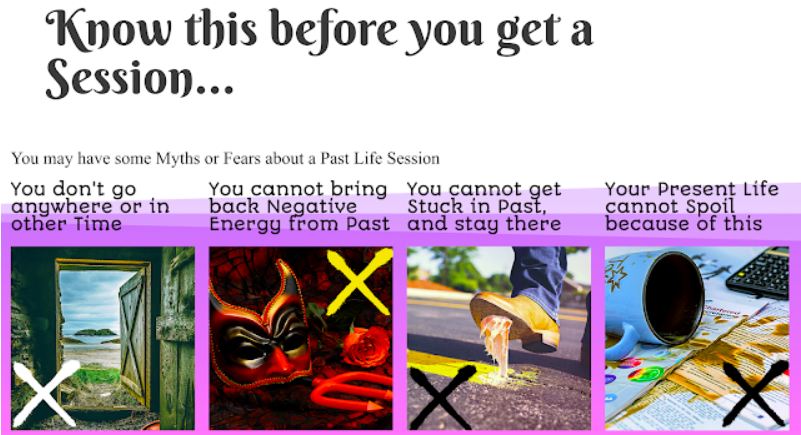 Know this before you get a
Session...
You may have some Myths or Fears about a Past Life Session
You don't go
anywhere or in
other Time
You cannot bring
back Negative
Energy from Past
You cannot get
Stuck in Past,
and stay there
Your Present Life
cannot Spoil
because of this